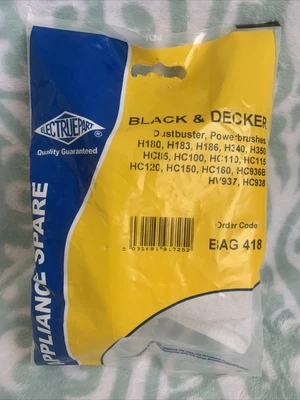 ELECTRUEPART
®
Quality Guaranteed
APPLIANCE SPARE
BLACK & DECKER
Dustbuster, Powerbrushes
H180, H183, H186, H340, H350
HC85, HC100, HC110, HC115
HC120, HC150, HC160, HC936B
HV937, HC938
Order Code
BAG 418